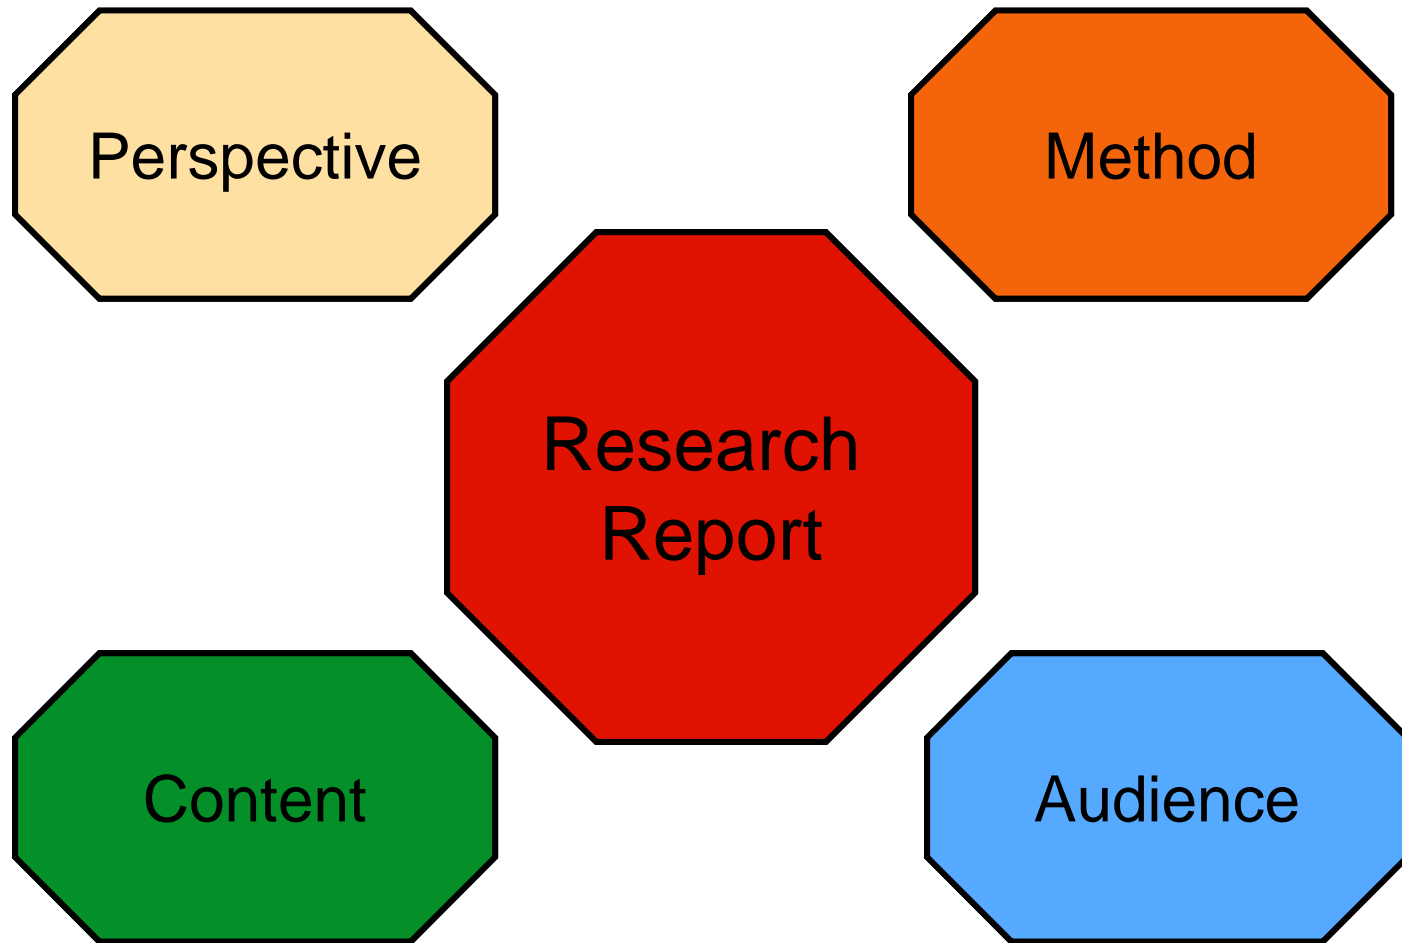 Perspective
Method
Research
Report
Content
Audience